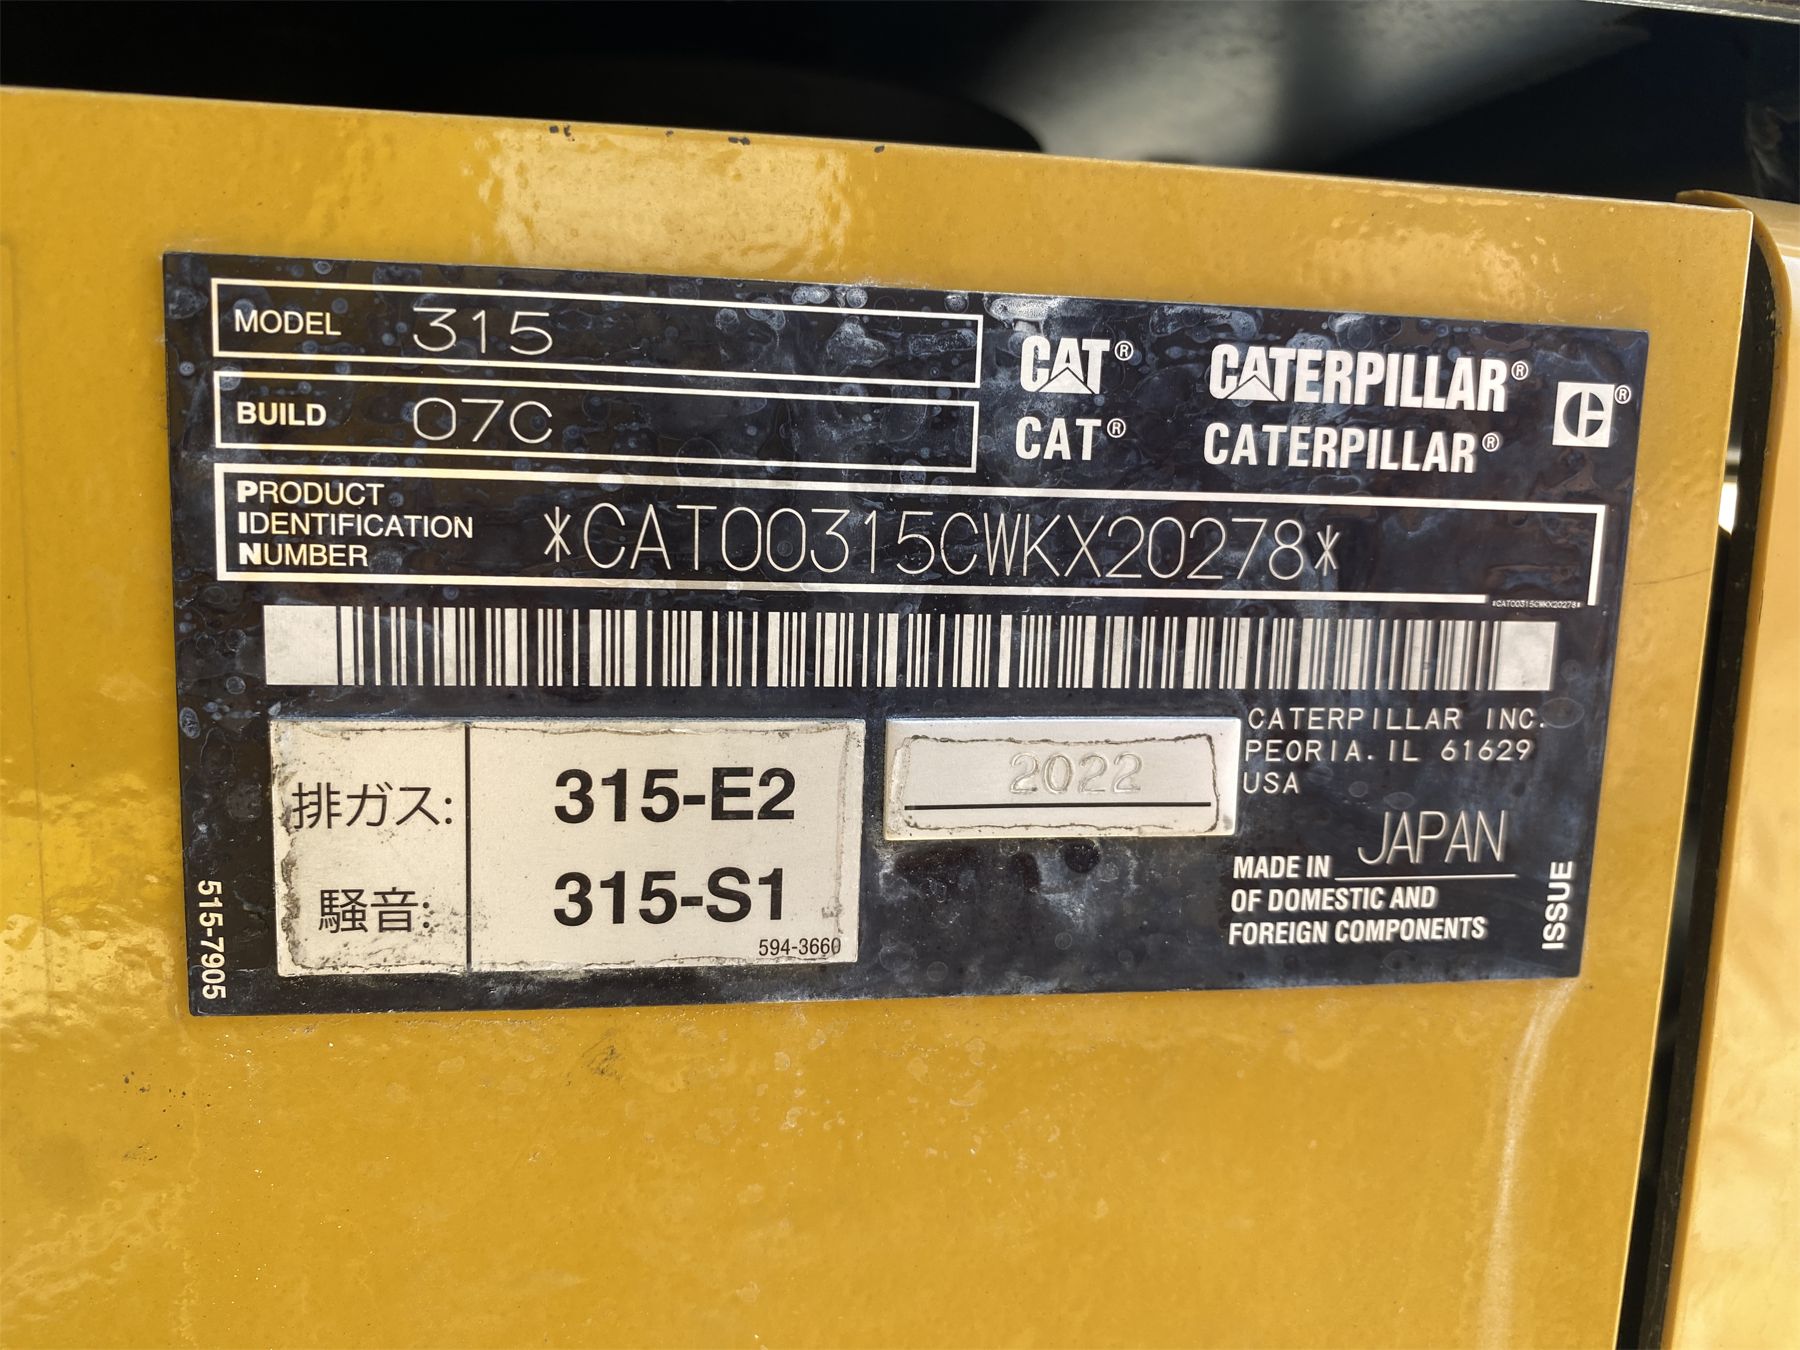 MODEL 315
BUILD 07C
CAT® CATERPILLAR® ®
CAT® CATERPILLAR®
PRODUCT
IDENTIFICATION
NUMBER
*CAT00315CWKX20278*
*CAT00315CWKX20278*
排ガス: 315-E2
騒音: 315-S1
594-3660
2022
CATERPILLAR INC.
PEORIA. IL 61629
USA
MADE IN JAPAN
OF DOMESTIC AND
FOREIGN COMPONENTS
ISSUE
515-7905